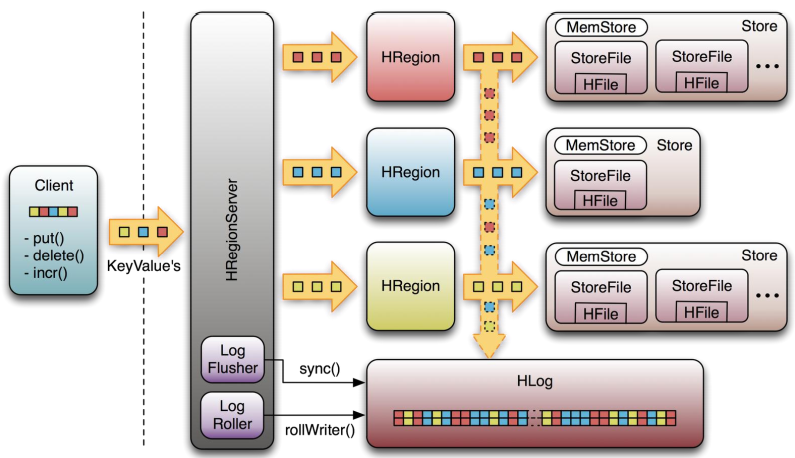 Client
- put()
- delete()
- incr()
KeyValue's
HRegionServer
Log
Flusher
Log
Roller
sync()
rollWriter()
HRegion
MemStore
Store
StoreFile
HFile
StoreFile
HFile
...
HRegion
MemStore
Store
StoreFile
HFile
HRegion
MemStore
Store
StoreFile
HFile
StoreFile
HFile
...
HLog